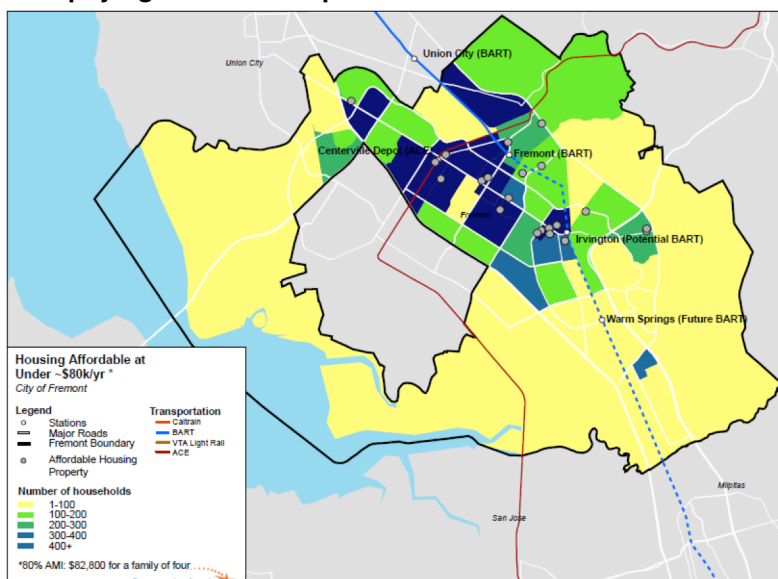 Union City (BART)
Union City
Centerville Depot (ACE)
Fremont (BART)
Fremont
Irvington (Potential BART)
Warm Springs (Future BART)
Housing Affordable at
Under ~$80k/yr *
City of Fremont
Legend
Stations
Major Roads
Fremont Boundary
Affordable Housing
Property
Transportation
Caltrain
BART
VTA Light Rail
ACE
Number of households
1-100
100-200
200-300
300-400
400+
*80% AMI: $82,800 for a family of four
Milpitas
San Jose